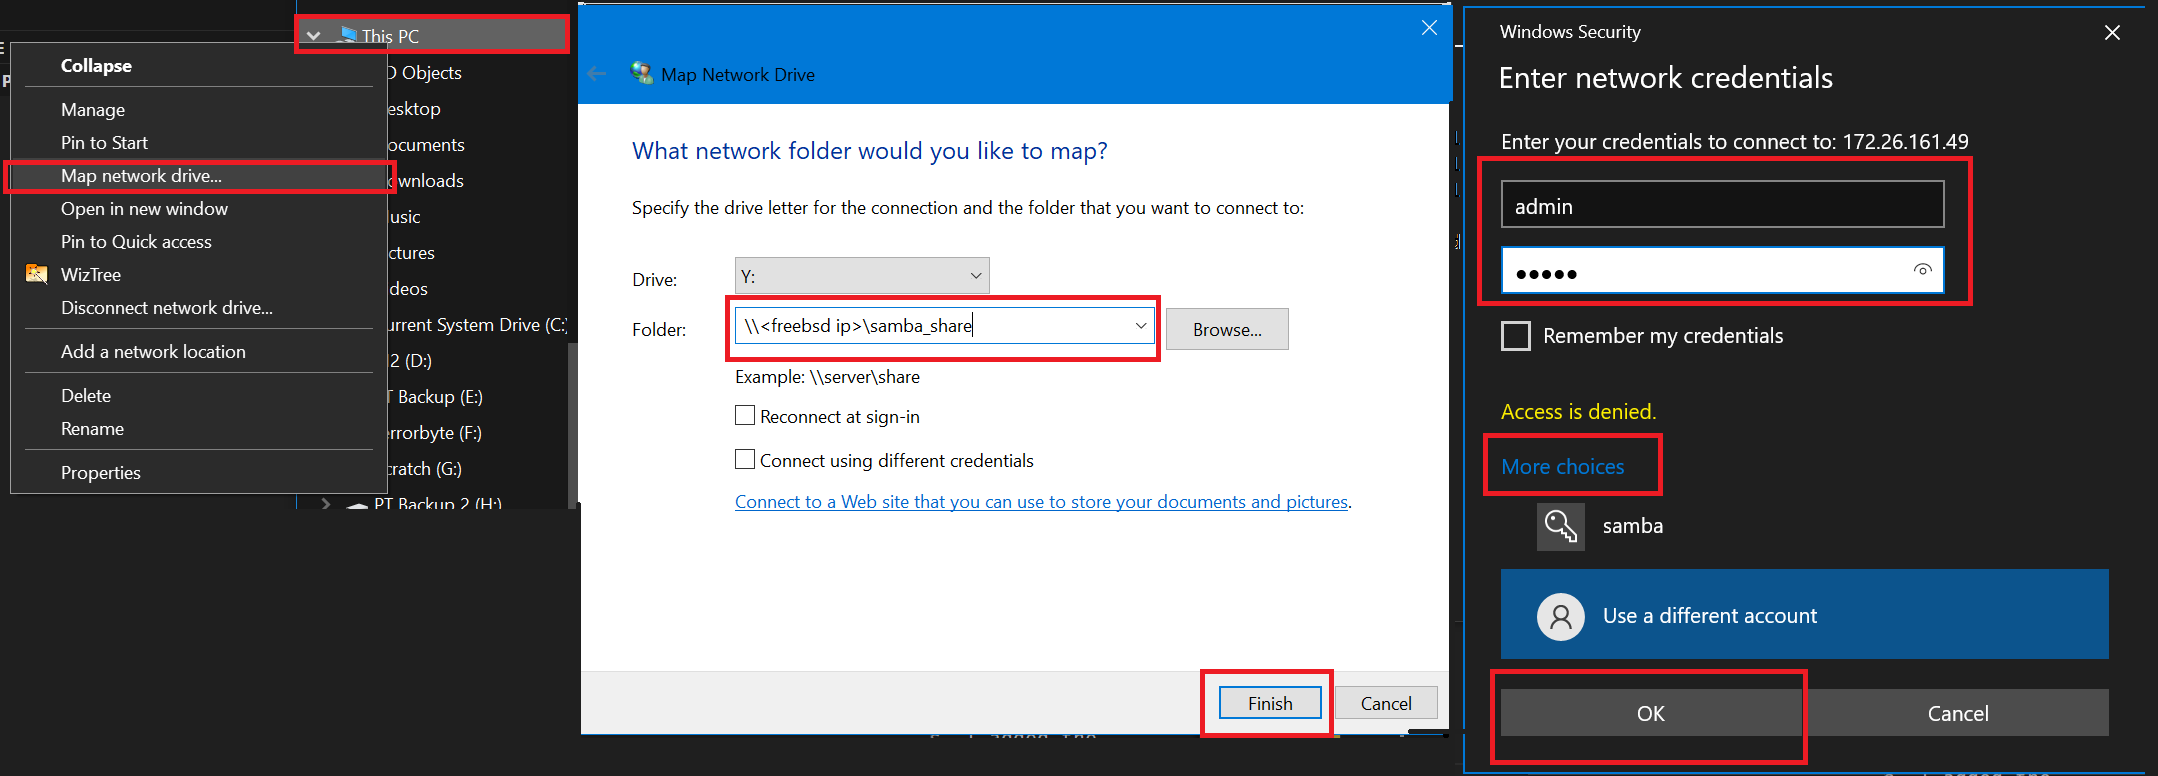 This PC
Collapse
Manage
Pin to Start
Map network drive...
Open in new window
Pin to Quick access
WizTree
Disconnect network drive...
Add a network location
Delete
Rename
Properties
D Objects
esktop
ocuments
ownloads
usic
ctures
deos
urrent System Drive (C:)
2 (D:)
T Backup (E:)
errorbyte (F:)
cratch (G:)
PT Backup 2 (H:)
Map Network Drive
What network folder would you like to map?
Specify the drive letter for the connection and the folder that you want to connect to:
Drive: Y:
Folder: \\<freebsd ip>\samba_share Browse...
Example: \\server\share
Reconnect at sign-in
Connect using different credentials
Connect to a Web site that you can use to store your documents and pictures.
Finish Cancel
Windows Security
Enter network credentials
Enter your credentials to connect to: 172.26.161.49
admin
●●●●●
Remember my credentials
Access is denied.
More choices
samba
Use a different account
OK Cancel